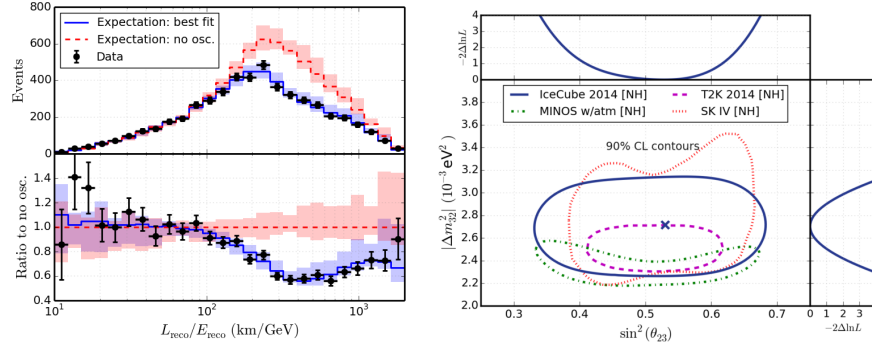 800
600
400
200
0
Events
Expectation: best fit
Expectation: no osc.
Data
1.4
1.2
1.0
0.8
0.6
0.4
Ratio to no osc.
10¹ 10² 10³
L_reco/E_reco (km/GeV)
4
3
2
1
0
−2ΔlnL
IceCube 2014 [NH]
MINOS w/atm [NH]
T2K 2014 [NH]
SK IV [NH]
90% CL contours
3.8
3.6
3.4
3.2
3.0
2.8
2.6
2.4
2.2
2.0
|Δm²₃₂| (10⁻³ eV²)
0.3 0.4 0.5 0.6 0.7
sin²(θ₂₃)
0 1 2 3 4
−2ΔlnL